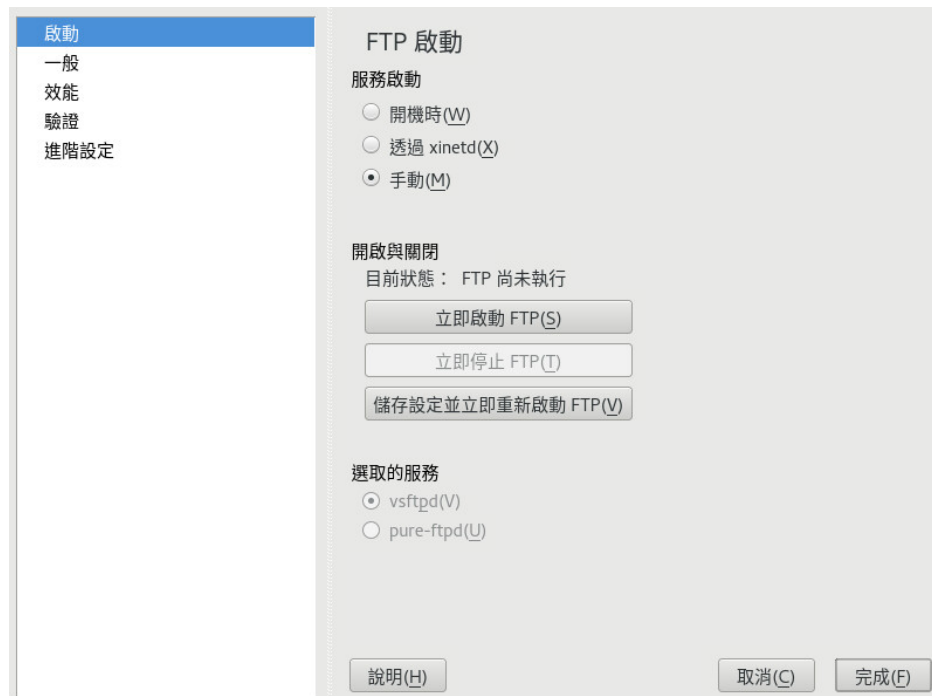 啟動
一般
效能
驗證
進階設定
FTP 啟動
服務啟動
開機時(W)
透過 xinetd(X)
手動(M)
開啟與關閉
目前狀態： FTP 尚未執行
立即啟動 FTP(S)
立即停止 FTP(T)
儲存設定並立即重新啟動 FTP(V)
選取的服務
vsftpd(V)
pure-ftpd(U)
說明(H) 取消(C) 完成(F)